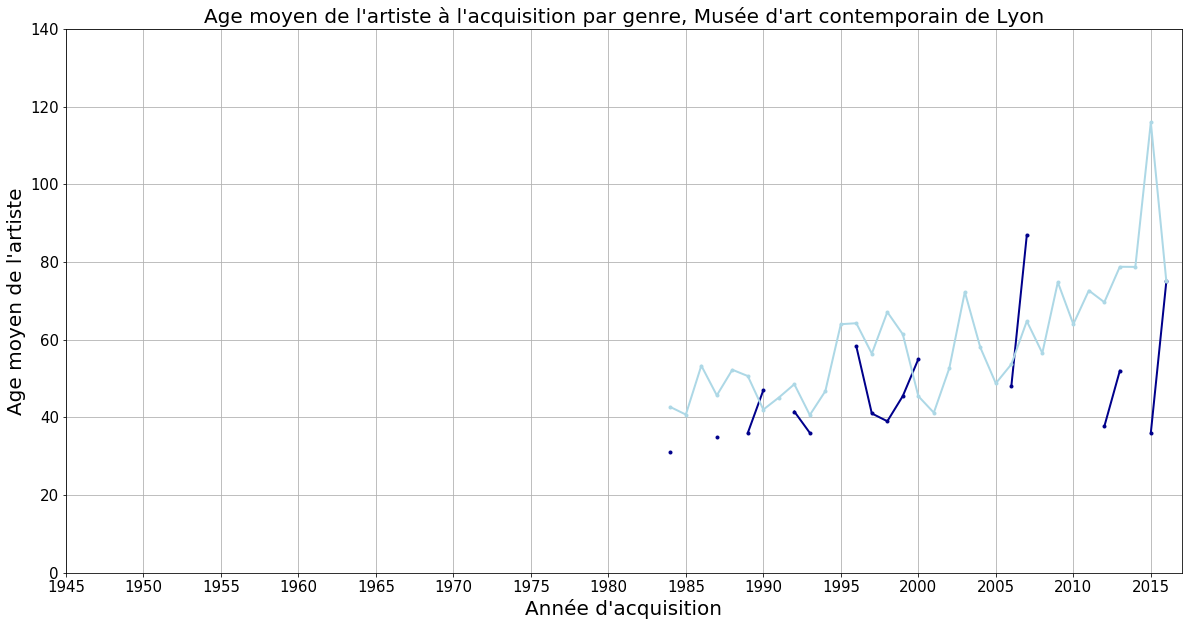 Age moyen de l'artiste à l'acquisition par genre, Musée d'art contemporain de Lyon
140
120
100
80
60
40
20
0
Age moyen de l'artiste
1945 1950 1955 1960 1965 1970 1975 1980 1985 1990 1995 2000 2005 2010 2015
Année d'acquisition